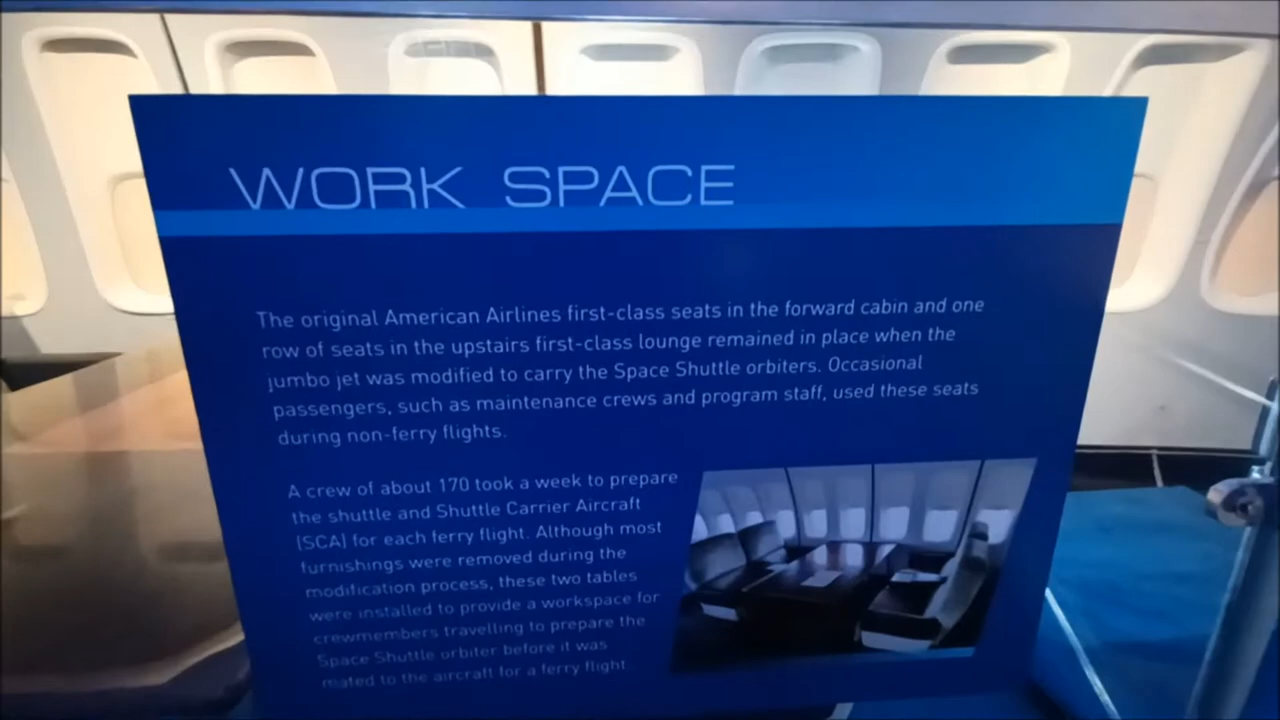 WORK SPACE
The original American Airlines first-class seats in the forward cabin and one
row of seats in the upstairs first-class lounge remained in place when the
jumbo jet was modified to carry the Space Shuttle orbiters. Occasional
passengers, such as maintenance crews and program staff, used these seats
during non-ferry flights.
A crew of about 170 took a week to prepare
the shuttle and Shuttle Carrier Aircraft
(SCA) for each ferry flight. Although most
furnishings were removed during the
modification process, these two tables
were installed to provide a workspace for
crewmembers travelling to prepare the
Space Shuttle orbiter before it was
mated to the aircraft for a ferry flight.